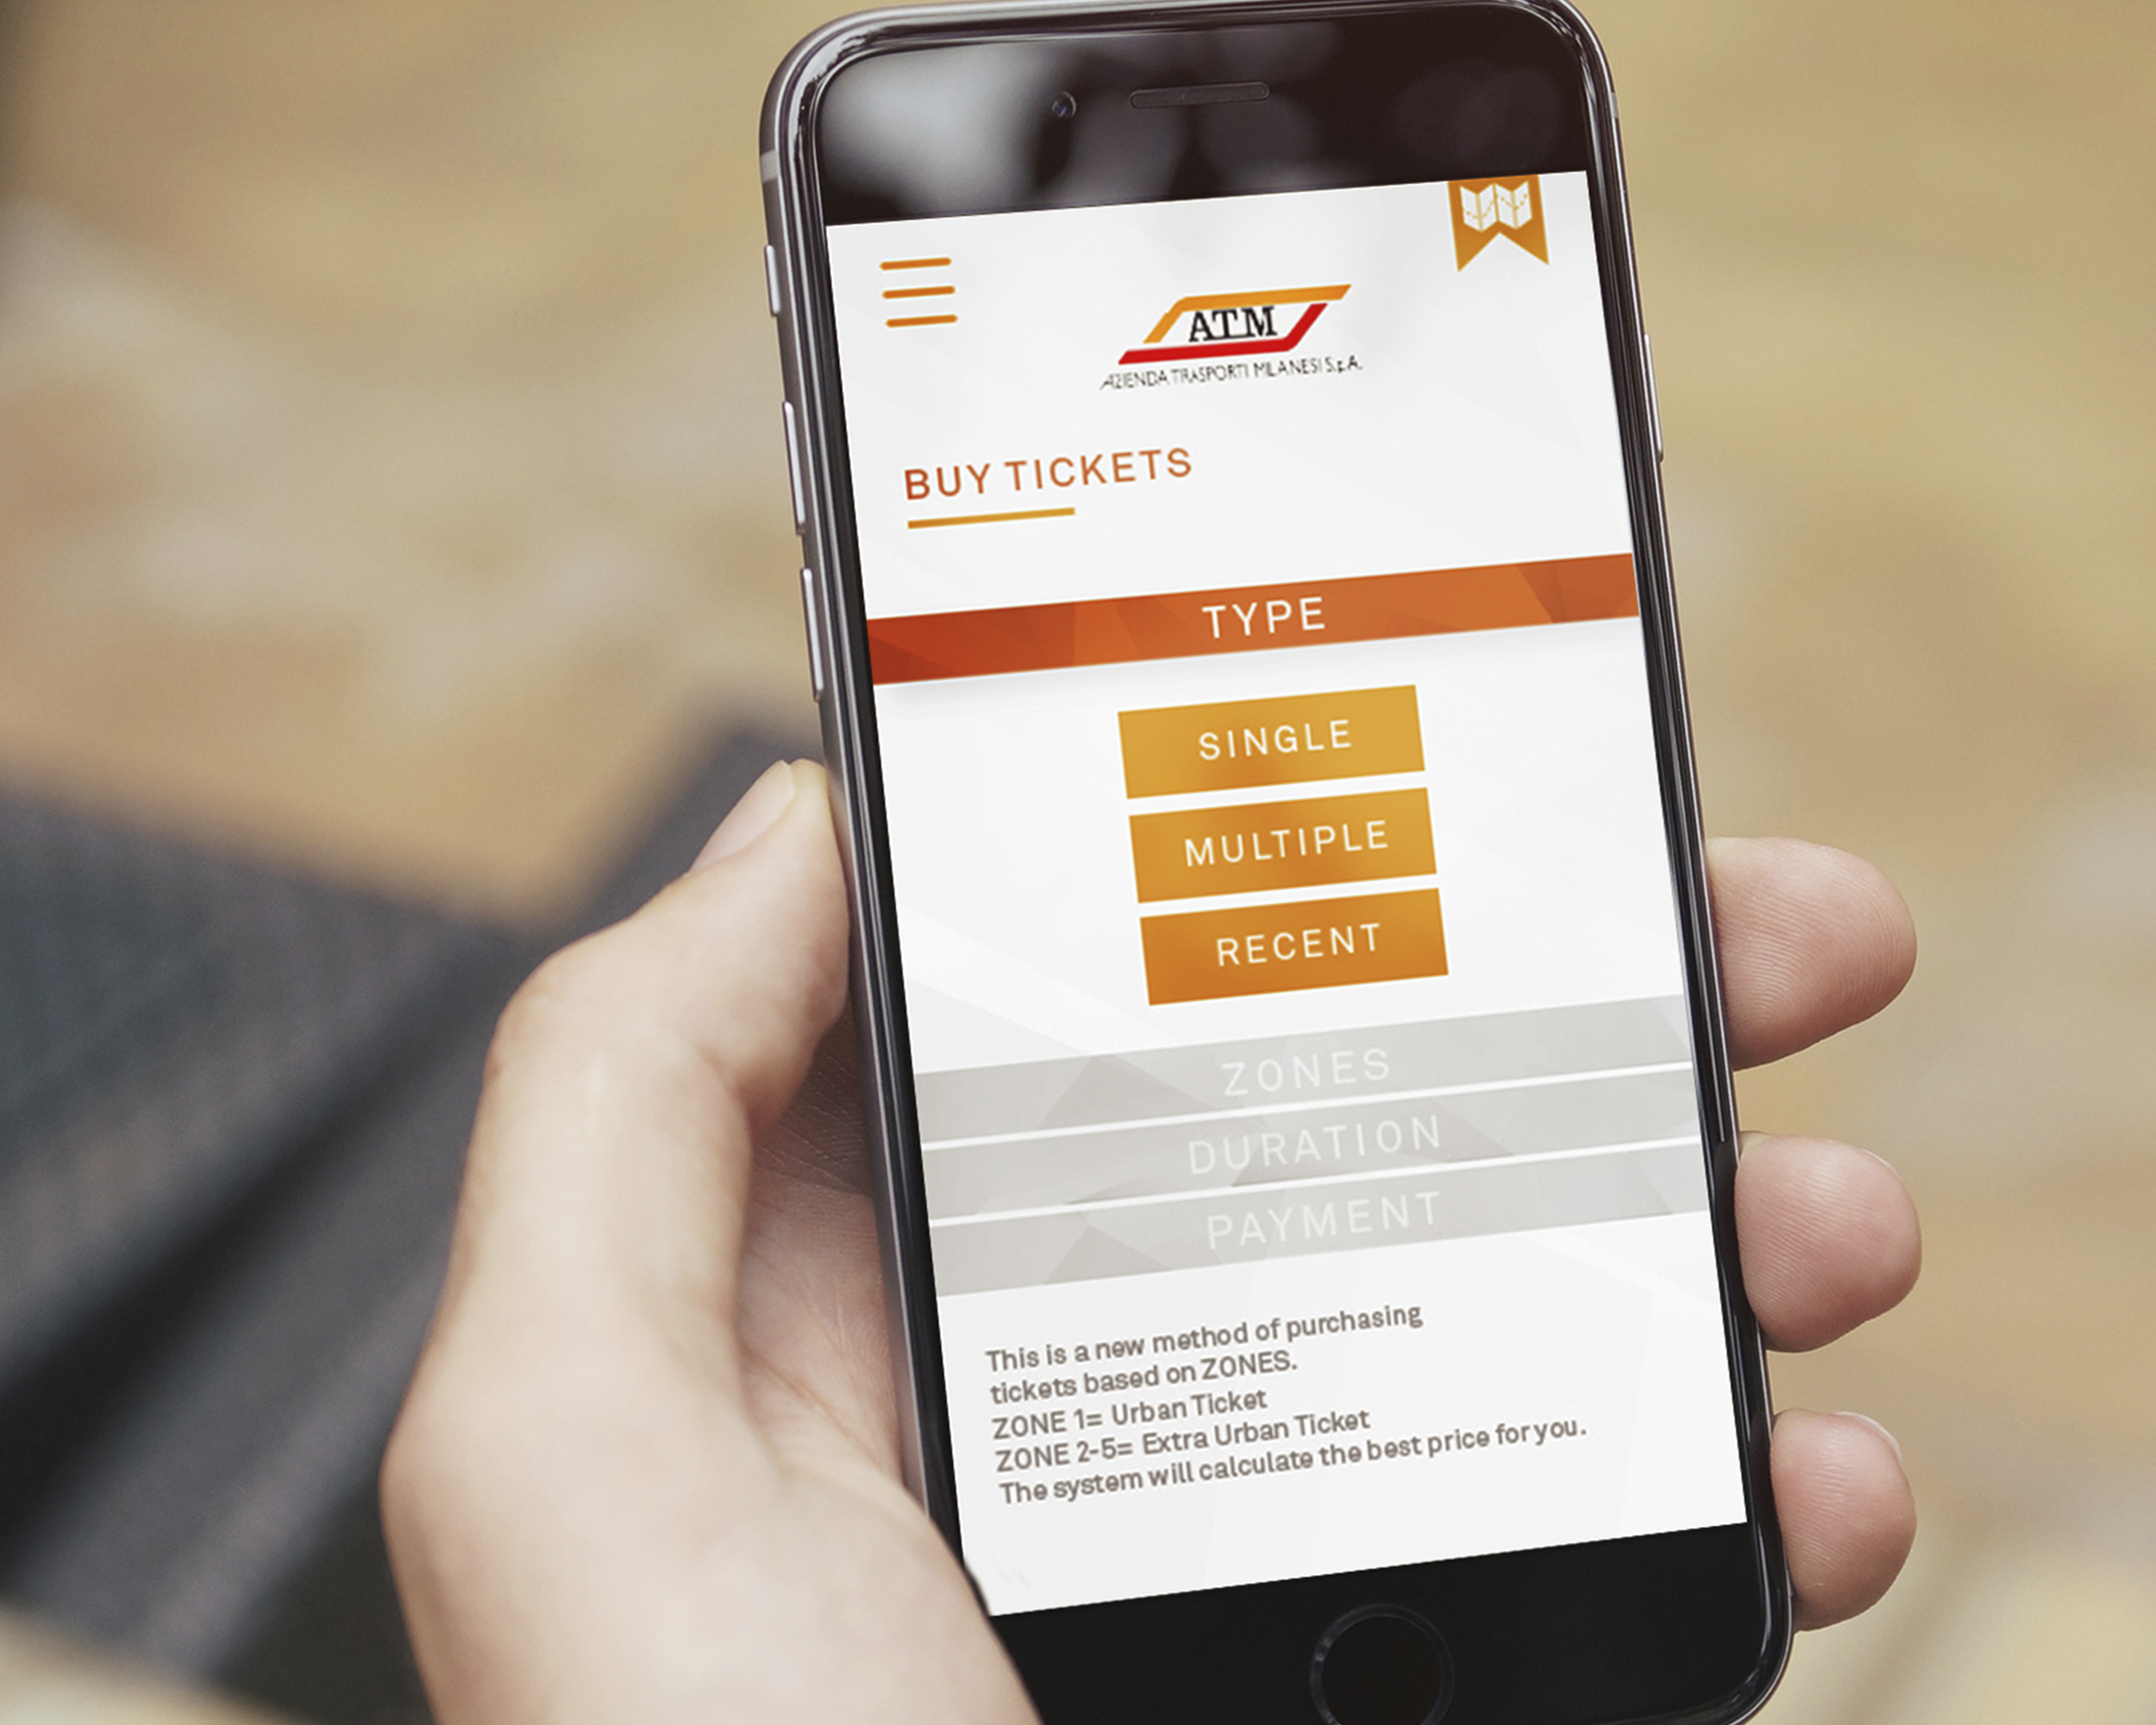 ATM
AZIENDA TRASPORTI MILANESI S.p.A.
BUY TICKETS
TYPE
SINGLE
MULTIPLE
RECENT
ZONES
DURATION
PAYMENT
This is a new method of purchasing
tickets based on ZONES.
ZONE 1= Urban Ticket
ZONE 2-5= Extra Urban Ticket
The system will calculate the best price for you.